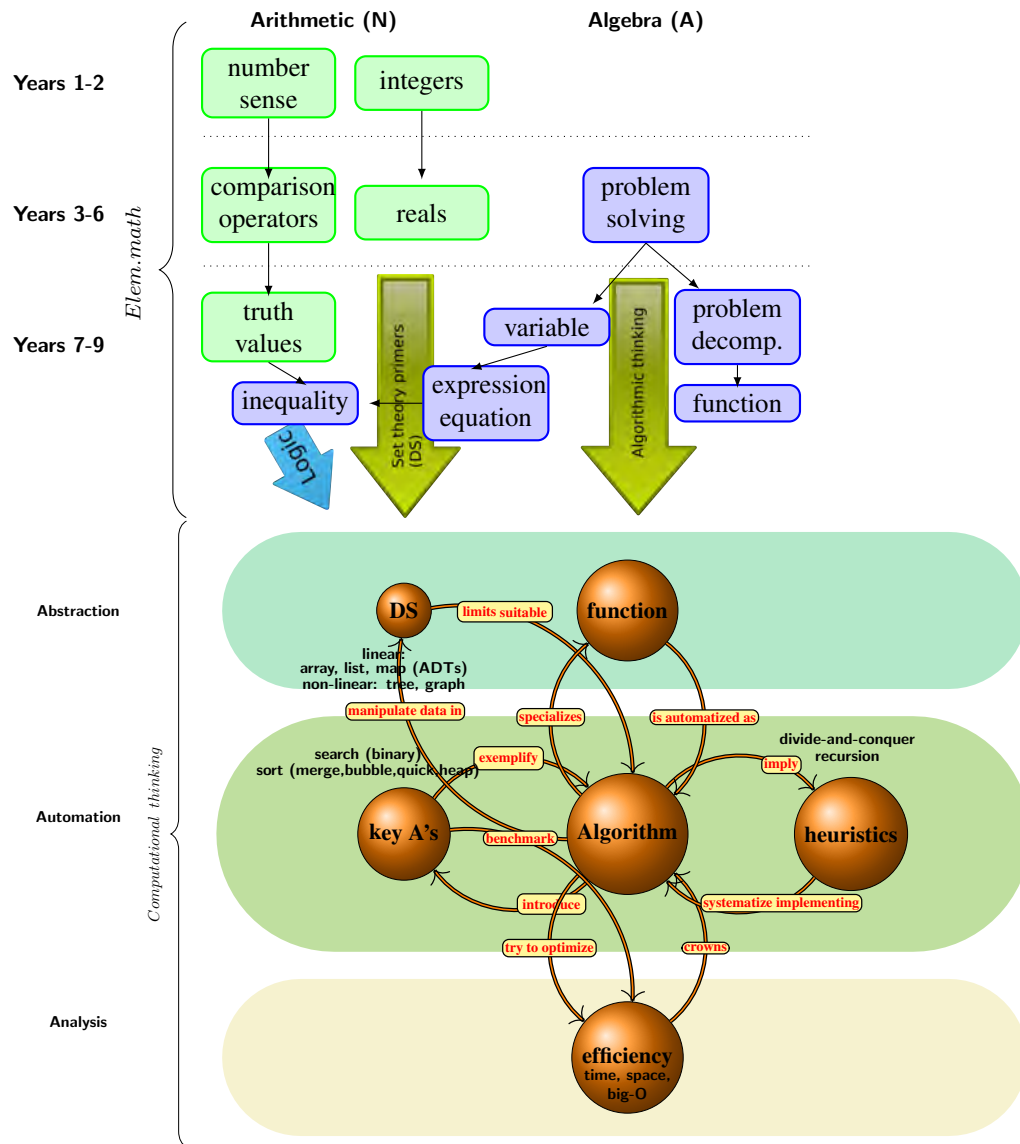 Arithmetic (N)
Algebra (A)
Elem.math
Years 1-2
number
sense
integers
Years 3-6
comparison
operators
reals
problem
solving
Years 7-9
truth
values
variable
problem
decomp.
inequality
expression
equation
function
Logic
Set theory primers
(DS)
Algorithmic thinking
Computational thinking
Abstraction
DS
limits suitable
function
linear:
array, list, map (ADTs)
non-linear: tree, graph
manipulate data in
specializes
is automatized as
Automation
search (binary)
sort (merge,bubble,quick,heap)
exemplify
imply
divide-and-conquer
recursion
key A's
benchmark
Algorithm
heuristics
introduce
systematize implementing
try to optimize
crowns
Analysis
efficiency
time, space,
big-O